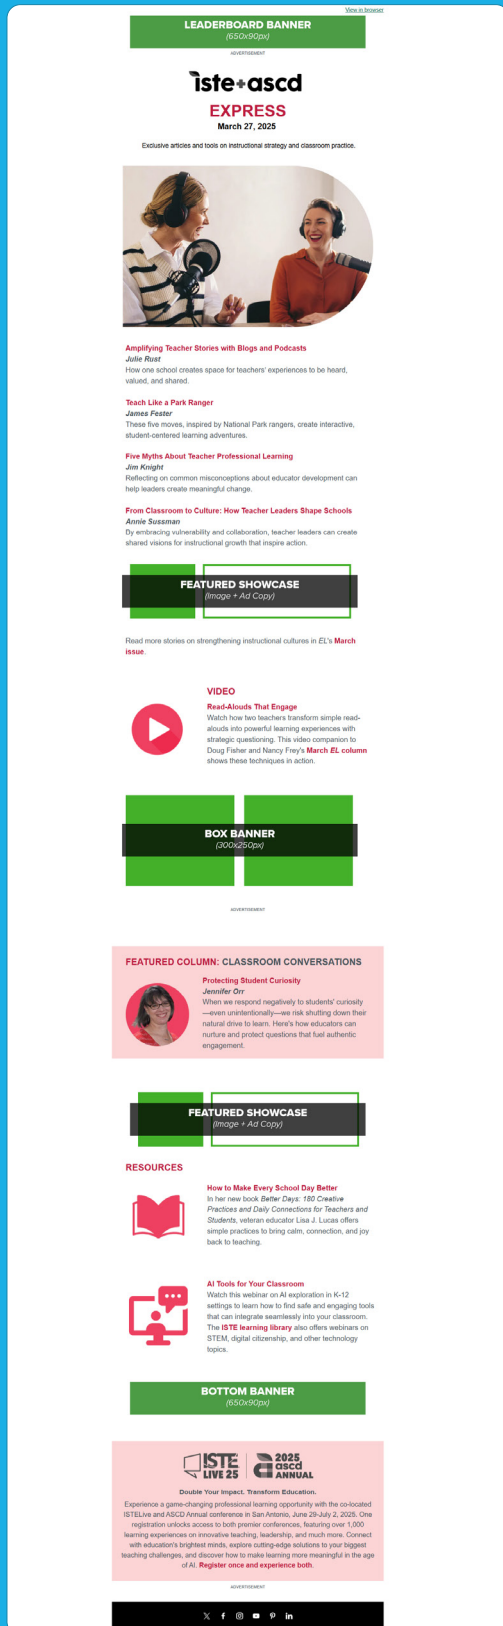 View in browser
LEADERBOARD BANNER
(650x90px)
ADVERTISEMENT
iste+ascd
EXPRESS
March 27, 2025
Exclusive articles and tools on instructional strategy and classroom practice.
Amplifying Teacher Stories with Blogs and Podcasts
Julie Rust
How one school creates space for teachers' experiences to be heard,
valued, and shared.
Teach Like a Park Ranger
James Fester
These five moves, inspired by National Park rangers, create interactive,
student-centered learning adventures.
Five Myths About Teacher Professional Learning
Jim Knight
Reflecting on common misconceptions about educator development can
help leaders create meaningful change.
From Classroom to Culture: How Teacher Leaders Shape Schools
Annie Sussman
By embracing vulnerability and collaboration, teacher leaders can create
shared visions for instructional growth that inspire action.
FEATURED SHOWCASE
(Image + Ad Copy)
Read more stories on strengthening instructional cultures in EL's March
issue.
VIDEO
Read-Alouds That Engage
Watch how two teachers transform simple read-
alouds into powerful learning experiences with
strategic questioning. This video companion to
Doug Fisher and Nancy Frey's March EL column
shows these techniques in action.
BOX BANNER
(300x250px)
ADVERTISEMENT
FEATURED COLUMN: CLASSROOM CONVERSATIONS
Protecting Student Curiosity
Jennifer Orr
When we respond negatively to students' curiosity
—even unintentionally—we risk shutting down their
natural drive to learn. Here's how educators can
nurture and protect questions that fuel authentic
engagement.
FEATURED SHOWCASE
(Image + Ad Copy)
RESOURCES
How to Make Every School Day Better
In her new book Better Days: 180 Creative
Practices and Daily Connections for Teachers and
Students, veteran educator Lisa J. Lucas offers
simple practices to bring calm, connection, and joy
back to teaching.
AI Tools for Your Classroom
Watch this webinar on AI exploration in K-12
settings to learn how to find safe and engaging tools
that can integrate seamlessly into your classroom.
The ISTE learning library also offers webinars on
STEM, digital citizenship, and other technology
topics.
BOTTOM BANNER
(650x90px)
ISTE LIVE 25
2025 ascd ANNUAL
Double Your Impact. Transform Education.
Experience a game-changing professional learning opportunity with the co-located
ISTELive and ASCD Annual conference in San Antonio, June 29-July 2, 2025. One
registration unlocks access to both premier conferences, featuring over 1,000
learning experiences on innovative teaching, leadership, and much more. Connect
with education's brightest minds, explore cutting-edge solutions to your biggest
teaching challenges, and discover how to make learning more meaningful in the age
of AI. Register once and experience both.
ADVERTISEMENT